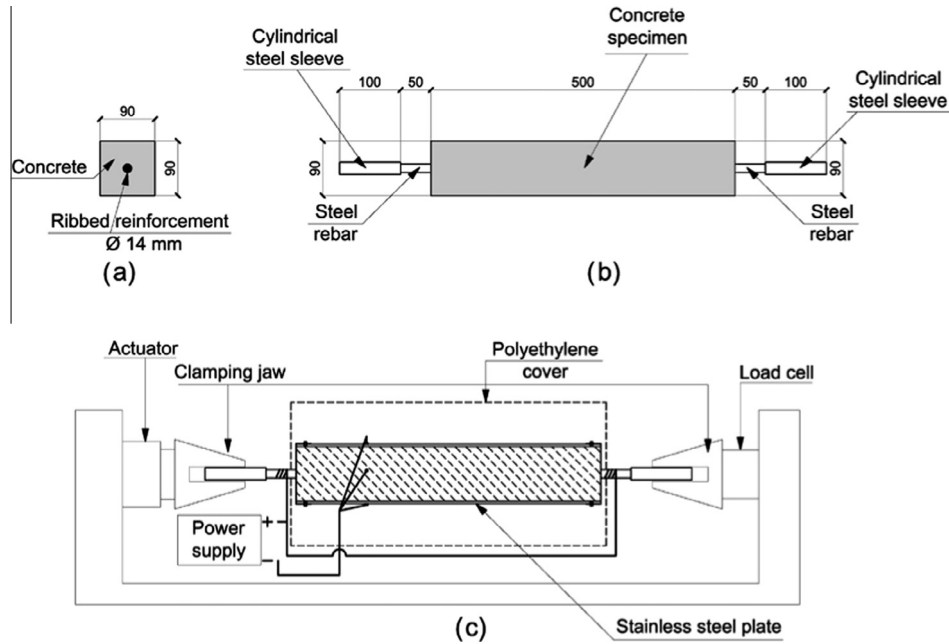 90
Concrete
90
Ribbed reinforcement
Ø 14 mm
(a)
Cylindrical
steel sleeve
Concrete
specimen
Cylindrical
steel sleeve
100
50
500
50
100
90
90
Steel
rebar
Steel
rebar
(b)
Actuator
Clamping jaw
Polyethylene
cover
Load cell
Power
supply
+
–
Stainless steel plate
(c)